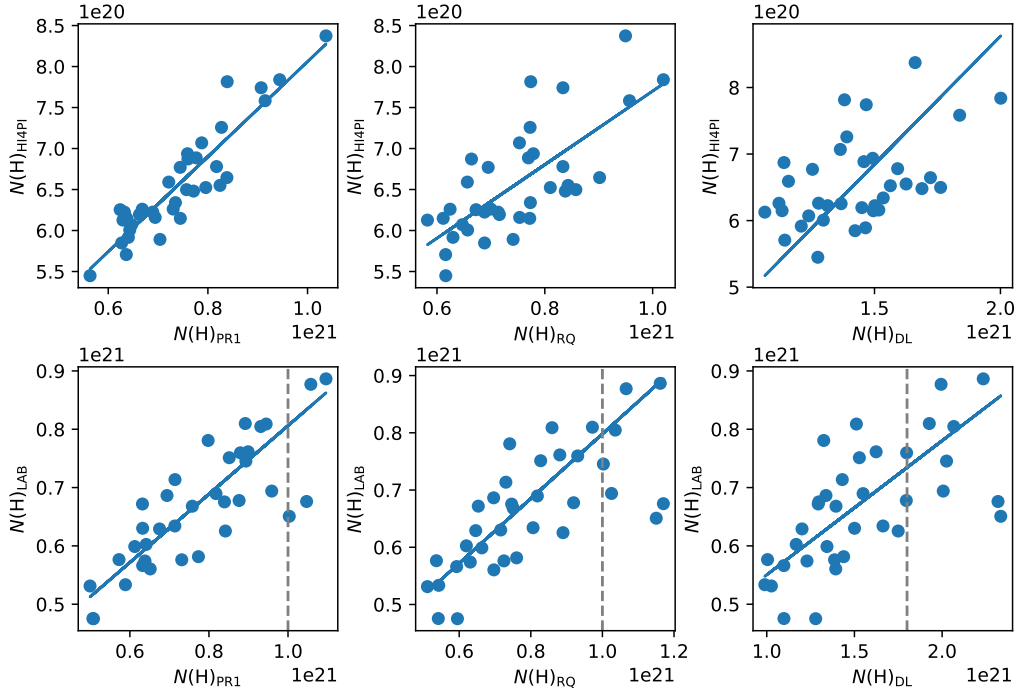 1e20
8.5
8.0
7.5
7.0
6.5
6.0
5.5
N(H)HI4PI
0.6 0.8 1.0
1e21
N(H)PR1
1e20
8.5
8.0
7.5
7.0
6.5
6.0
5.5
N(H)HI4PI
0.6 0.8 1.0
1e21
N(H)RQ
1e20
8
7
6
5
N(H)HI4PI
1.5 2.0
1e21
N(H)DL
1e21
0.9
0.8
0.7
0.6
0.5
N(H)LAB
0.6 0.8 1.0
1e21
N(H)PR1
1e21
0.9
0.8
0.7
0.6
0.5
N(H)LAB
0.6 0.8 1.0 1.2
1e21
N(H)RQ
1e21
0.9
0.8
0.7
0.6
0.5
N(H)LAB
1.0 1.5 2.0
1e21
N(H)DL